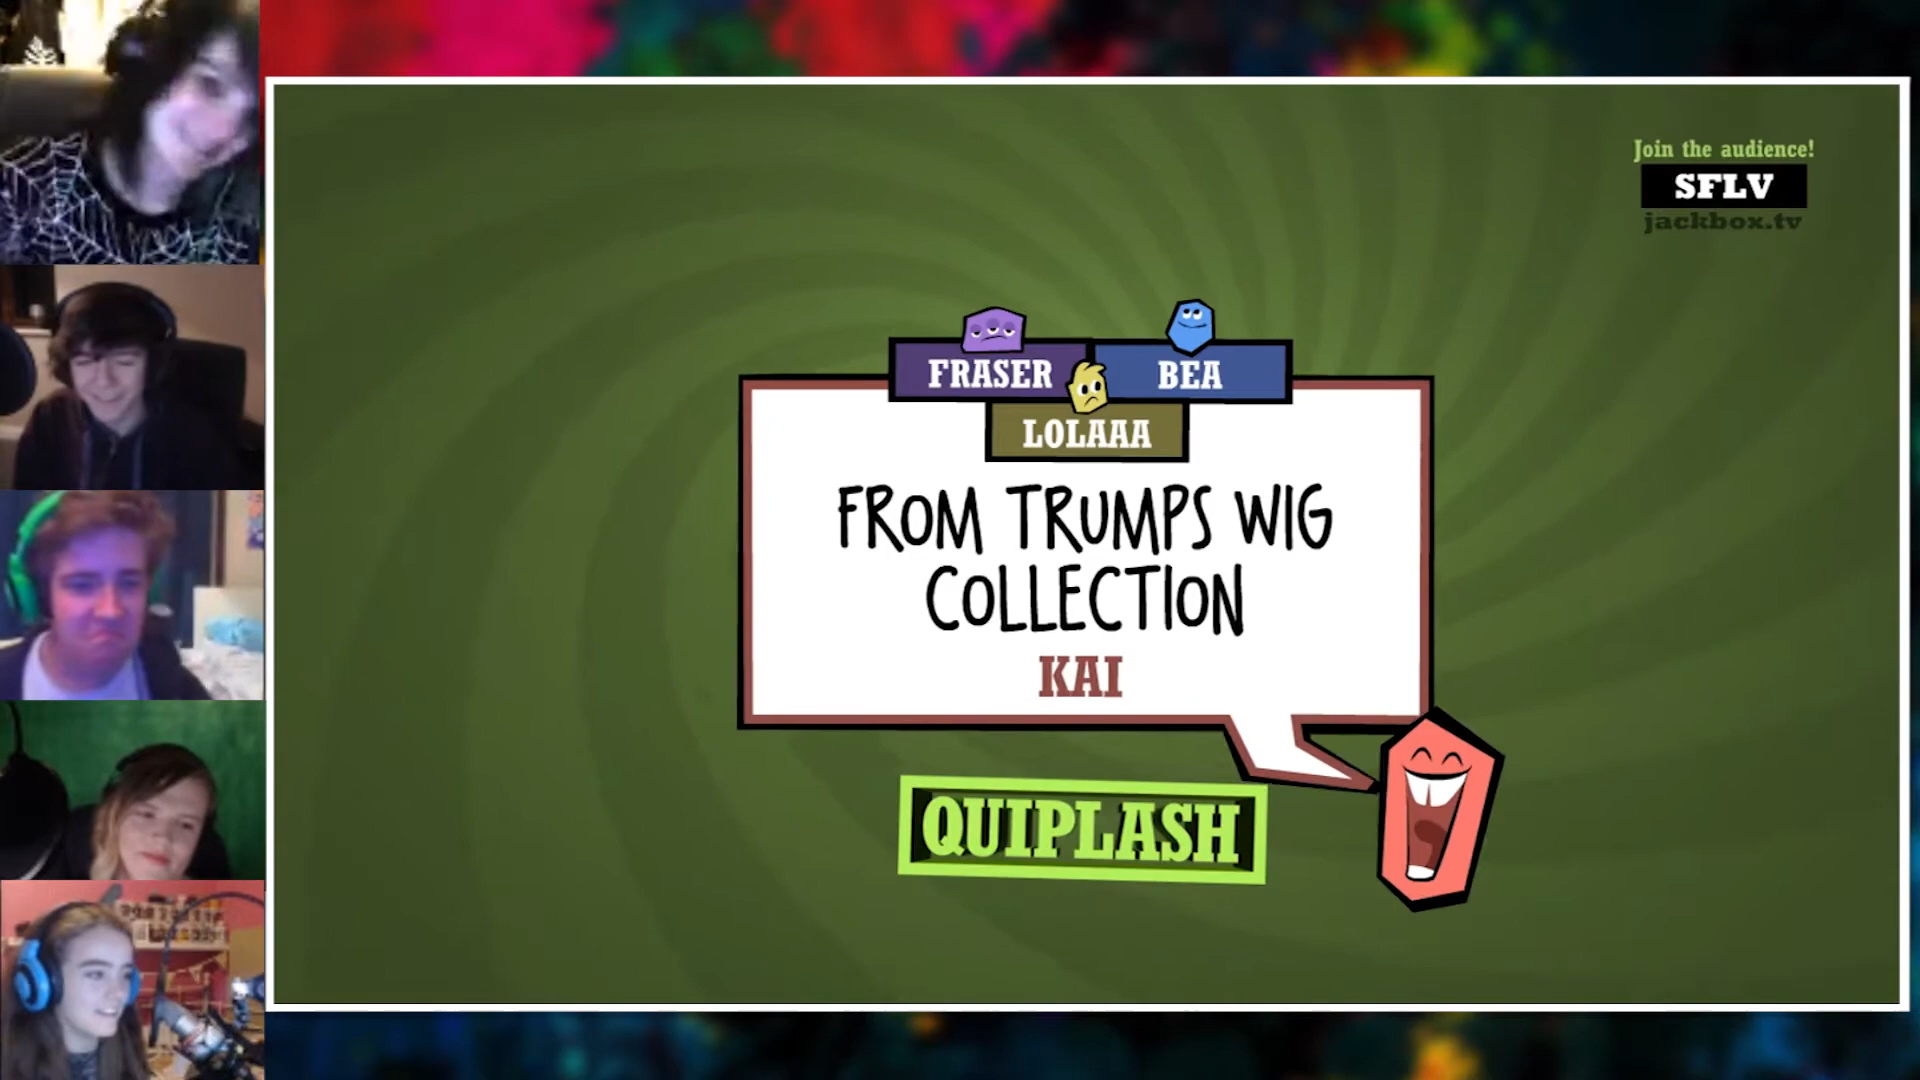 Join the audience!
SFLV
jackbox.tv
FRASER
BEA
LOLAAA
FROM TRUMPS WIG
COLLECTION
KAI
QUIPLASH